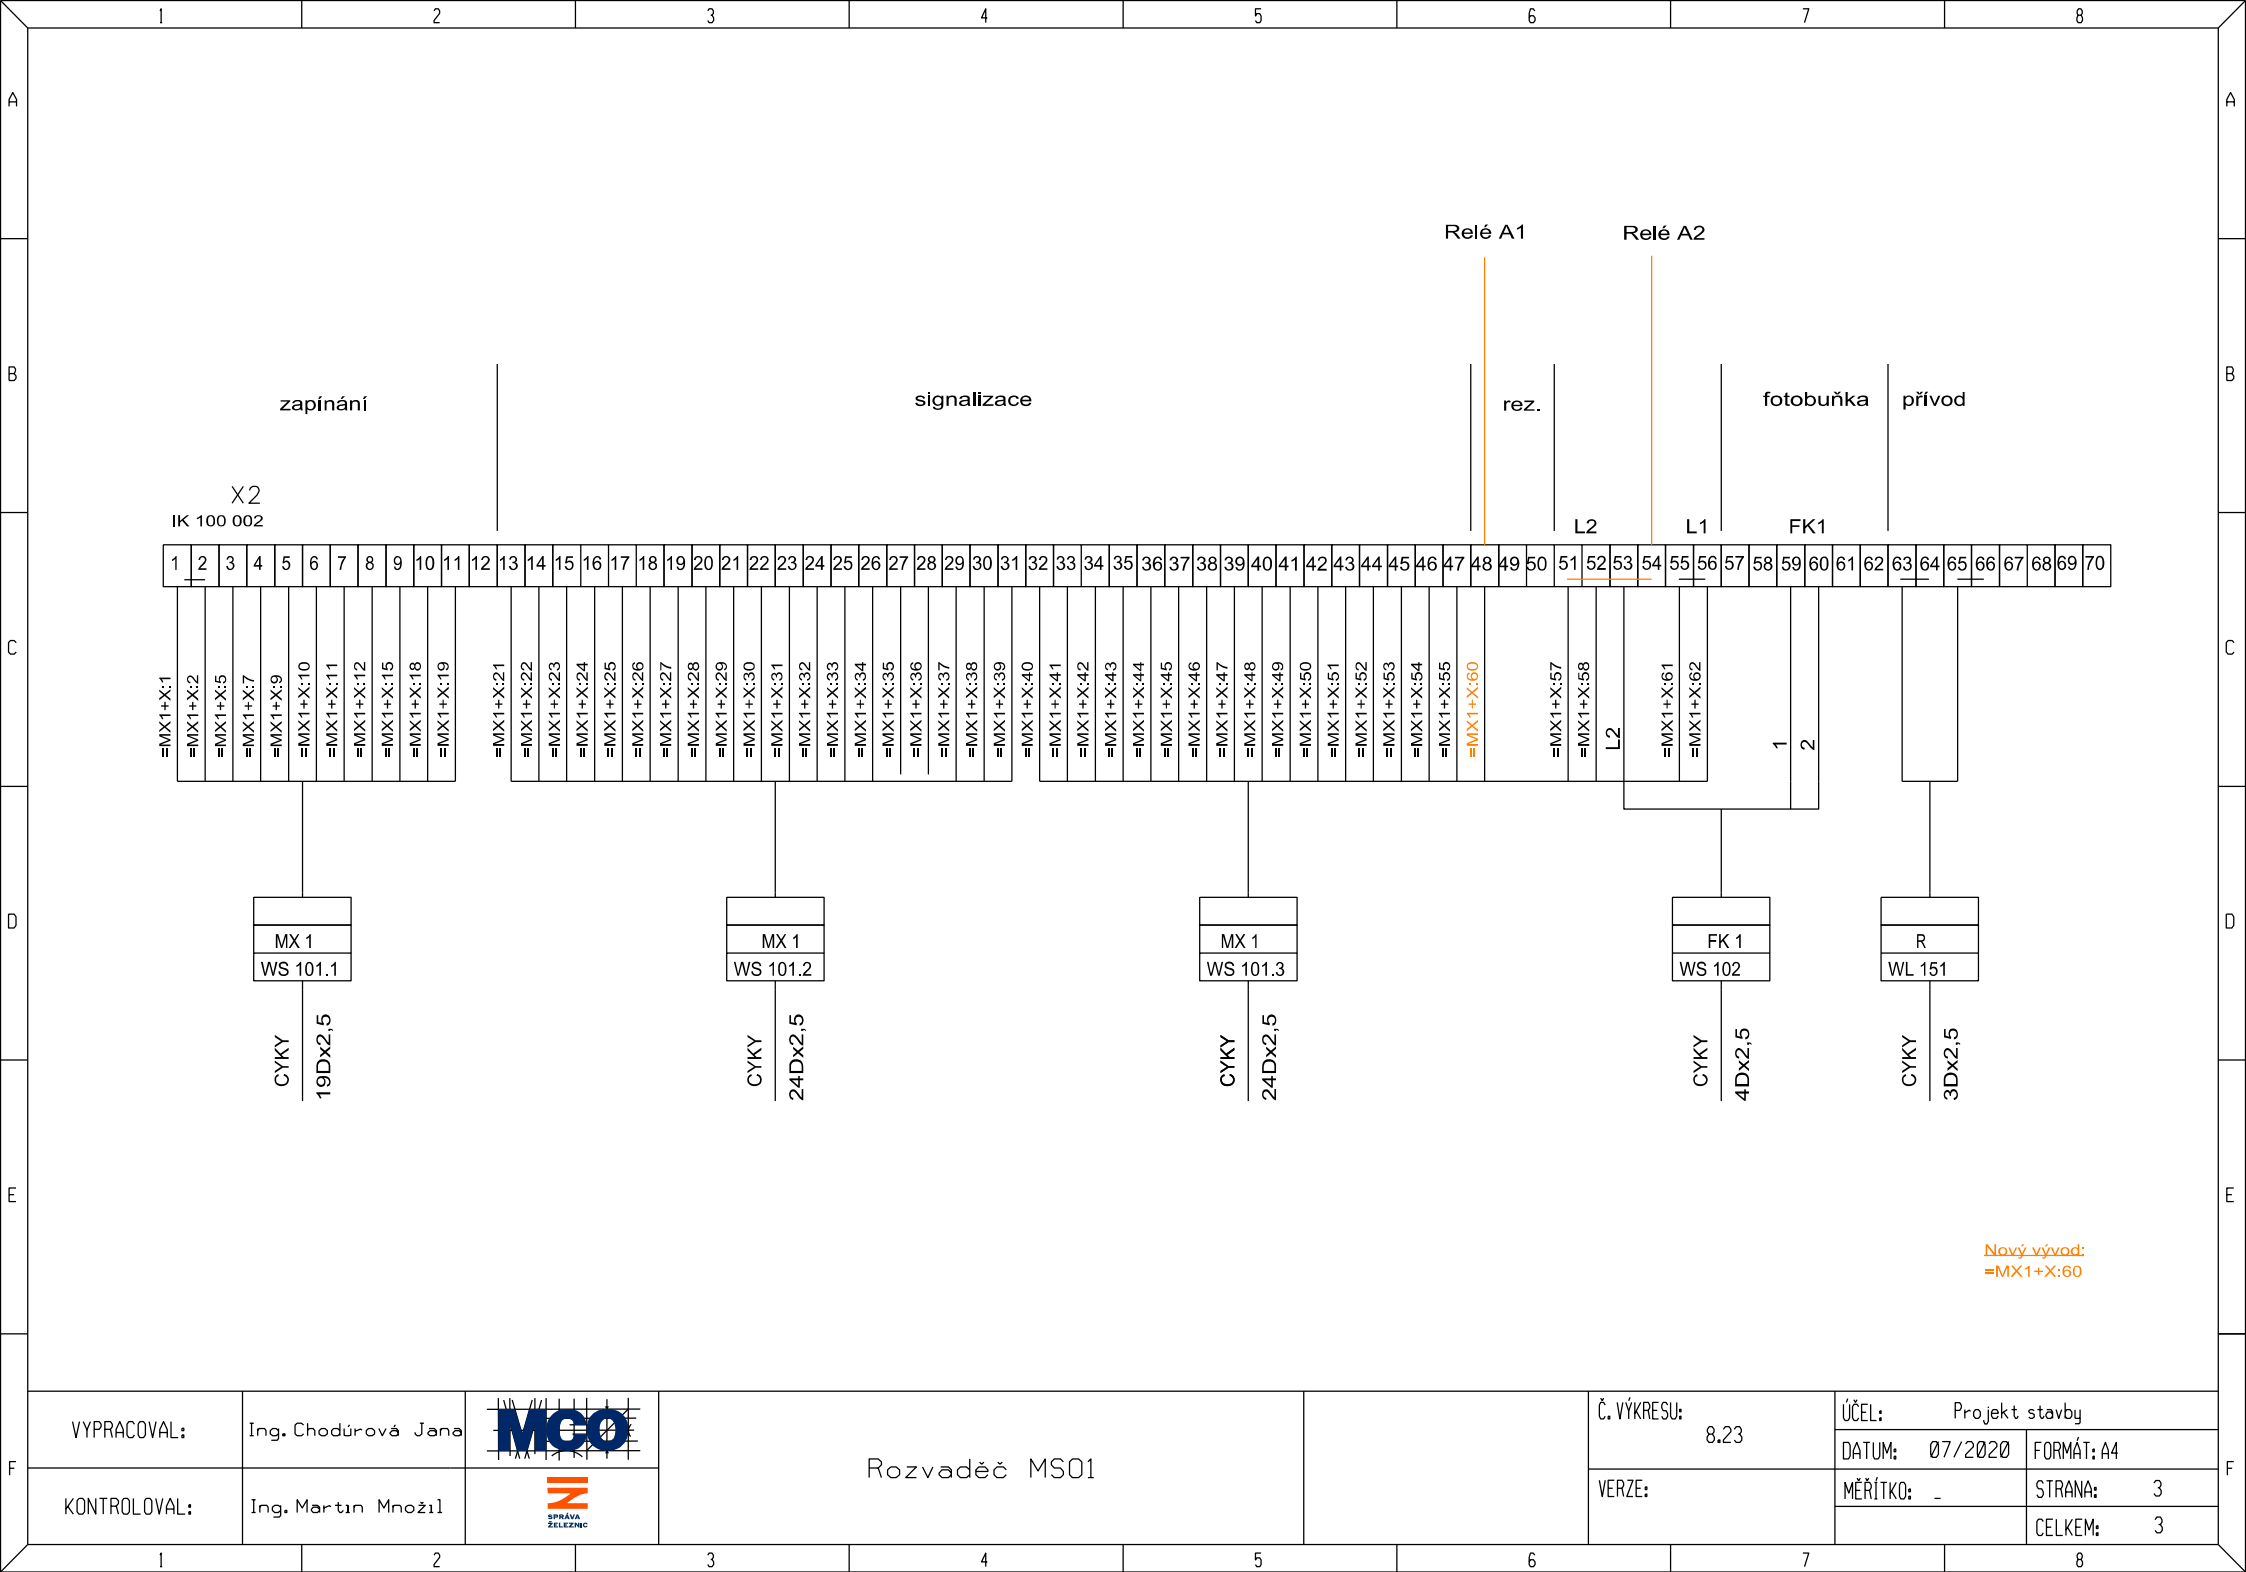 1 2 3 4 5 6 7 8
A A
Relé A1 Relé A2
B B
zapínání signalizace rez. fotobuňka přívod
X2
IK 100 002 L2 L1 FK1
1 2 3 4 5 6 7 8 9 10 11 12 13 14 15 16 17 18 19 20 21 22 23 24 25 26 27 28 29 30 31 32 33 34 35 36 37 38 39 40 41 42 43 44 45 46 47 48 49 50 51 52 53 54 55 56 57 58 59 60 61 62 63 64 65 66 67 68 69 70
C C
=MX1+X:1
=MX1+X:2
=MX1+X:5
=MX1+X:7
=MX1+X:9
=MX1+X:10
=MX1+X:11
=MX1+X:12
=MX1+X:15
=MX1+X:18
=MX1+X:19
=MX1+X:21
=MX1+X:22
=MX1+X:23
=MX1+X:24
=MX1+X:25
=MX1+X:26
=MX1+X:27
=MX1+X:28
=MX1+X:29
=MX1+X:30
=MX1+X:31
=MX1+X:32
=MX1+X:33
=MX1+X:34
=MX1+X:35
=MX1+X:36
=MX1+X:37
=MX1+X:38
=MX1+X:39
=MX1+X:40
=MX1+X:41
=MX1+X:42
=MX1+X:43
=MX1+X:44
=MX1+X:45
=MX1+X:46
=MX1+X:47
=MX1+X:48
=MX1+X:49
=MX1+X:50
=MX1+X:51
=MX1+X:52
=MX1+X:53
=MX1+X:54
=MX1+X:55
=MX1+X:60
=MX1+X:57
=MX1+X:58
L2
=MX1+X:61
=MX1+X:62
1
2
D D
MX 1 MX 1 MX 1 FK 1 R
WS 101.1 WS 101.2 WS 101.3 WS 102 WL 151
CYKY 19Dx2,5
CYKY 24Dx2,5
CYKY 24Dx2,5
CYKY 4Dx2,5
CYKY 3Dx2,5
E E
Nový vývod:
=MX1+X:60
VYPRACOVAL: Ing. Chodúrová Jana
KONTROLOVAL: Ing. Martin Množil
MCO
SPRÁVA
ŽELEZNIC
Rozvaděč MS01
Č. VÝKRESU:
8.23
VERZE:
ÚČEL: Projekt stavby
DATUM: 07/2020 FORMÁT: A4
MĚŘÍTKO: - STRANA: 3
CELKEM: 3
F F
1 2 3 4 5 6 7 8